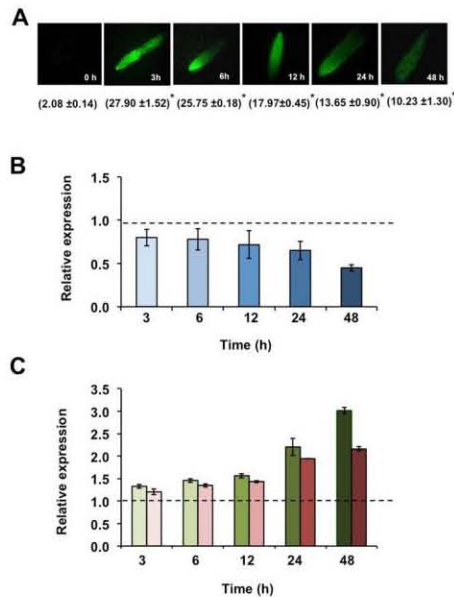 A
0 h 3h 6h 12 h 24 h 48 h
(2.08 ±0.14) (27.90 ±1.52)* (25.75 ±0.18)* (17.97±0.45)* (13.65 ±0.90)* (10.23 ±1.30)*
B
Relative expression
1.5
1.0
0.5
0.0
3 6 12 24 48
Time (h)
C
Relative expression
3.5
3.0
2.5
2.0
1.5
1.0
0.5
0.0
3 6 12 24 48
Time (h)